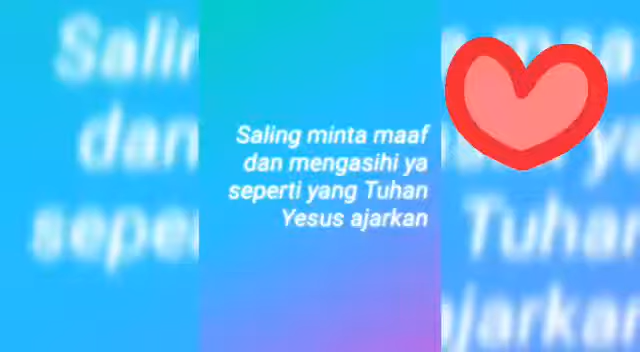 Saling minta maaf
dan mengasihi ya
seperti yang Tuhan
Yesus ajarkan